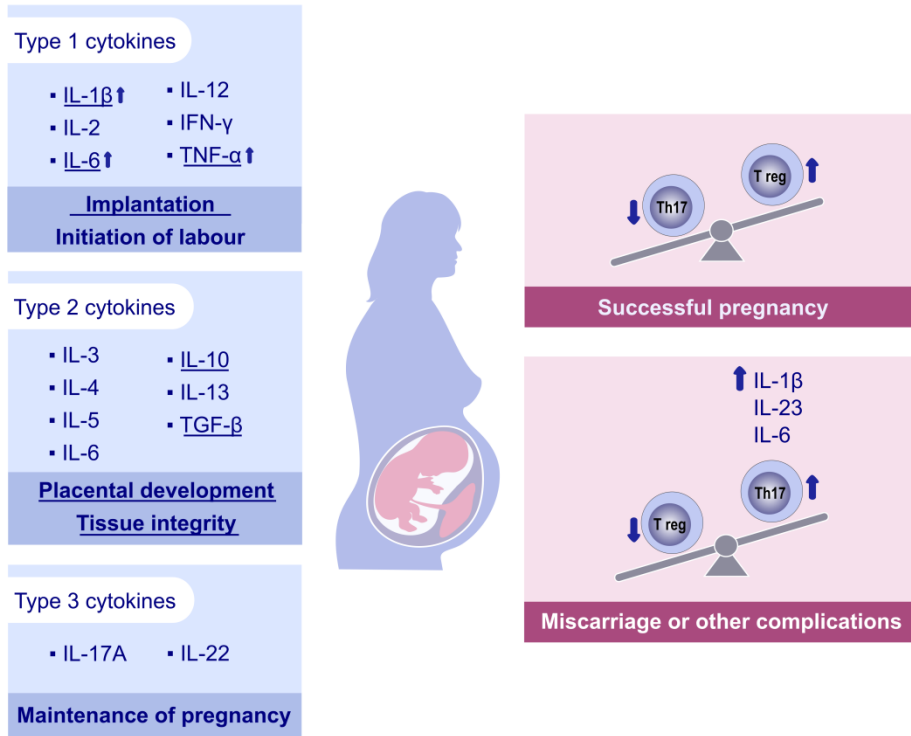 Type 1 cytokines
▪ IL-1β⬆
▪ IL-2
▪ IL-6⬆
▪ IL-12
▪ IFN-γ
▪ TNF-α⬆
Implantation
Initiation of labour
Type 2 cytokines
▪ IL-3
▪ IL-4
▪ IL-5
▪ IL-6
▪ IL-10
▪ IL-13
▪ TGF-β
Placental development
Tissue integrity
Type 3 cytokines
▪ IL-17A
▪ IL-22
Maintenance of pregnancy
T reg
Th17
Successful pregnancy
IL-1β
IL-23
IL-6
Th17
T reg
Miscarriage or other complications